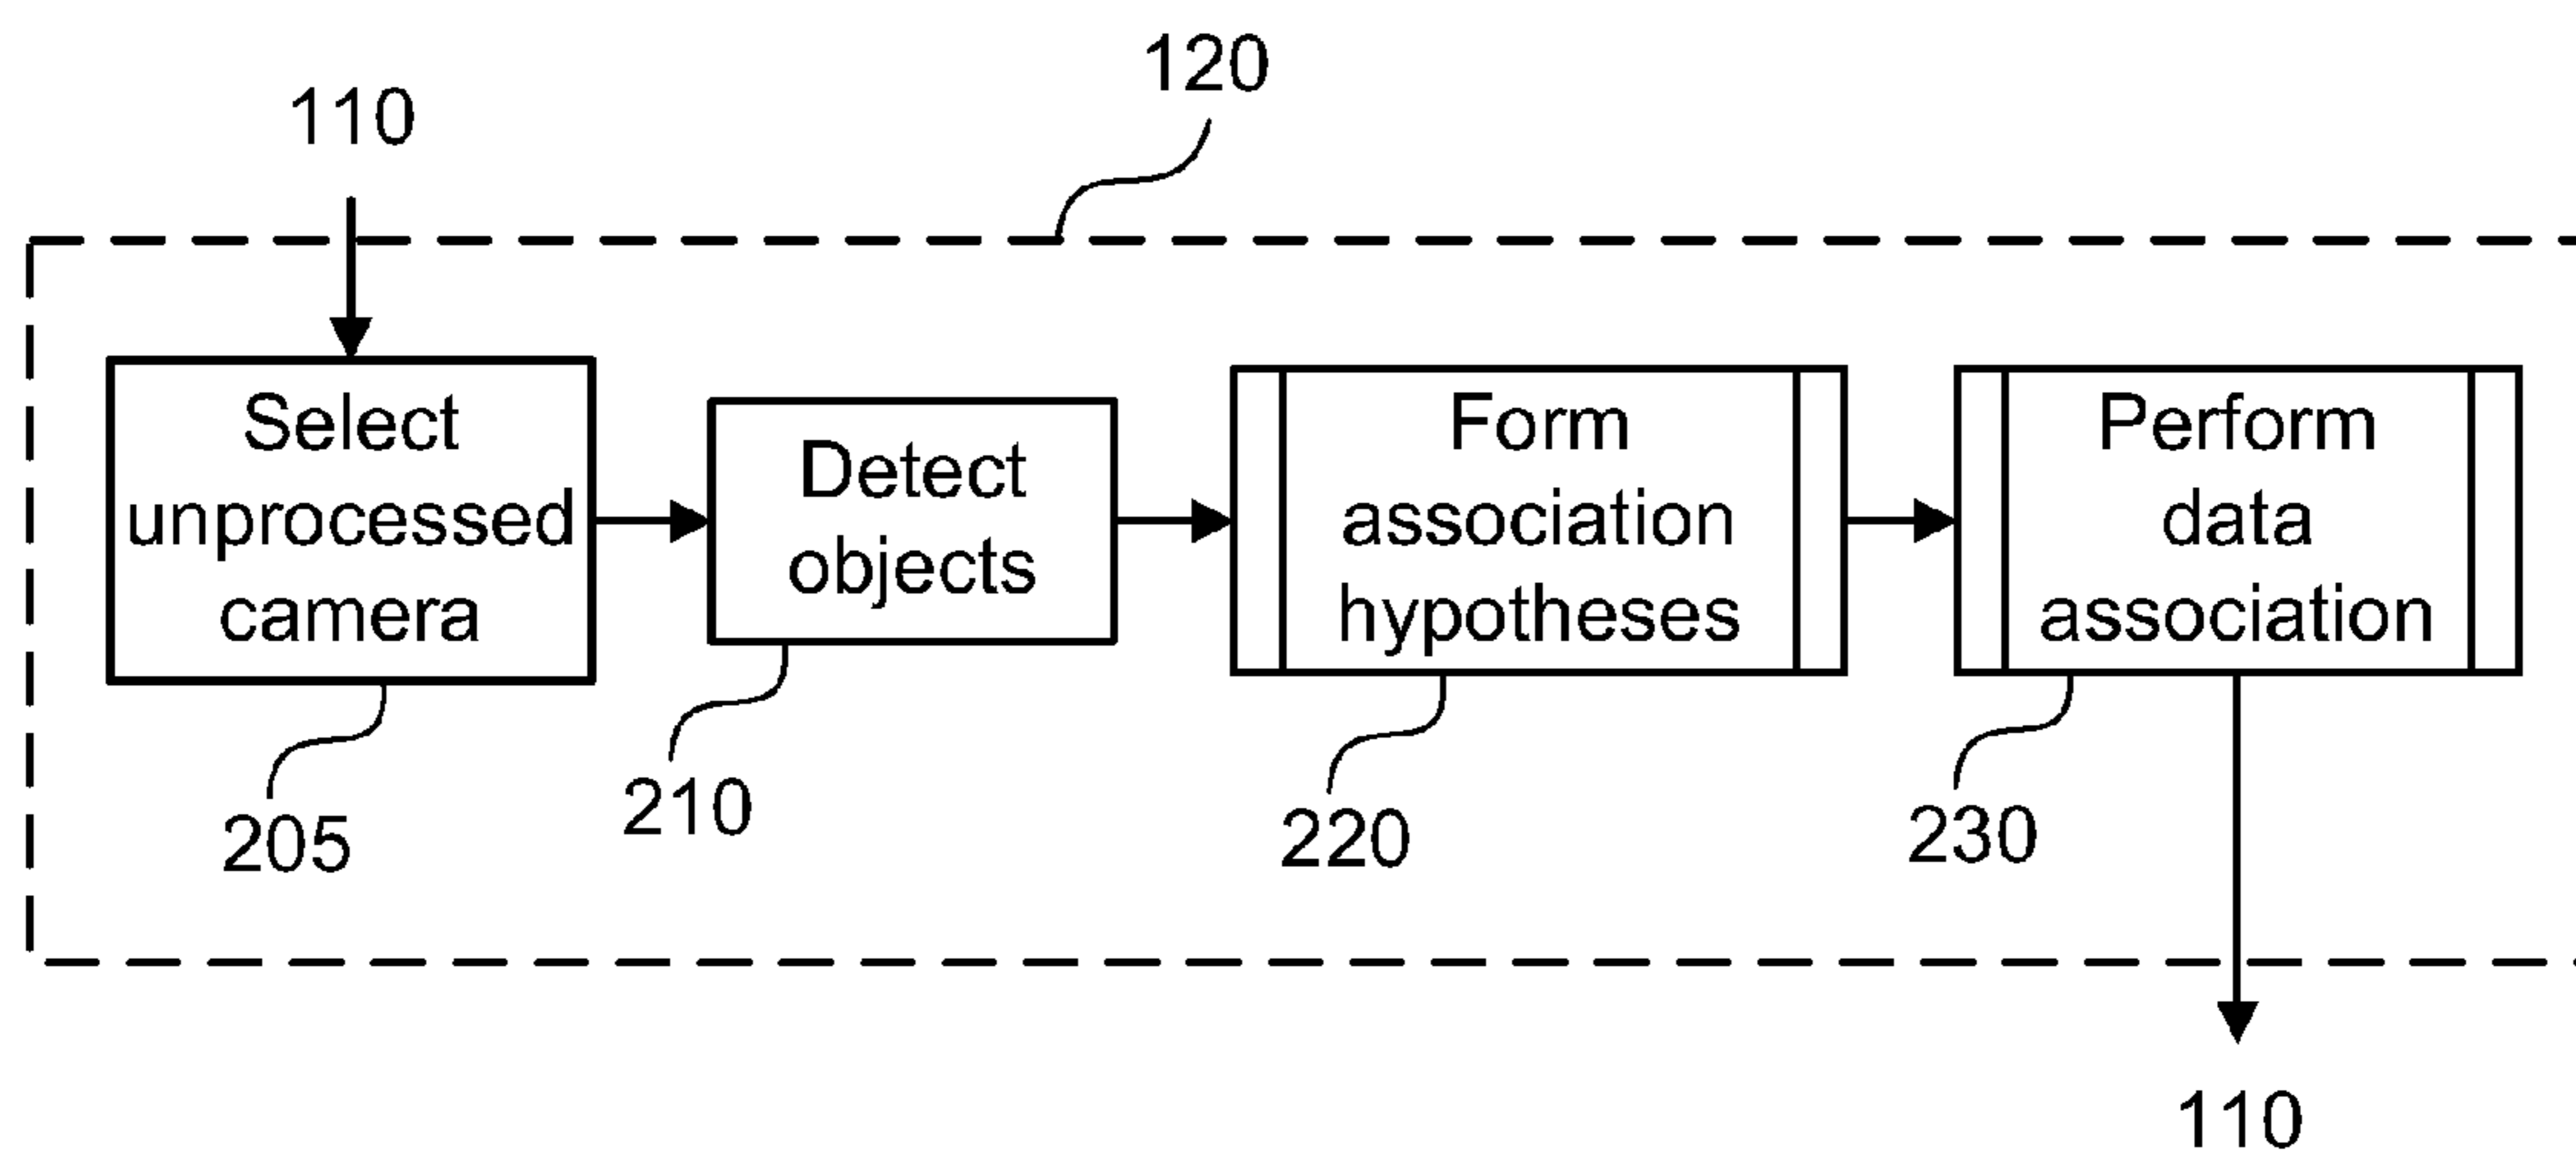 120
110
Select
unprocessed
camera
Detect
objects
Form
association
hypotheses
Perform
data
association
205
210
220
230
110